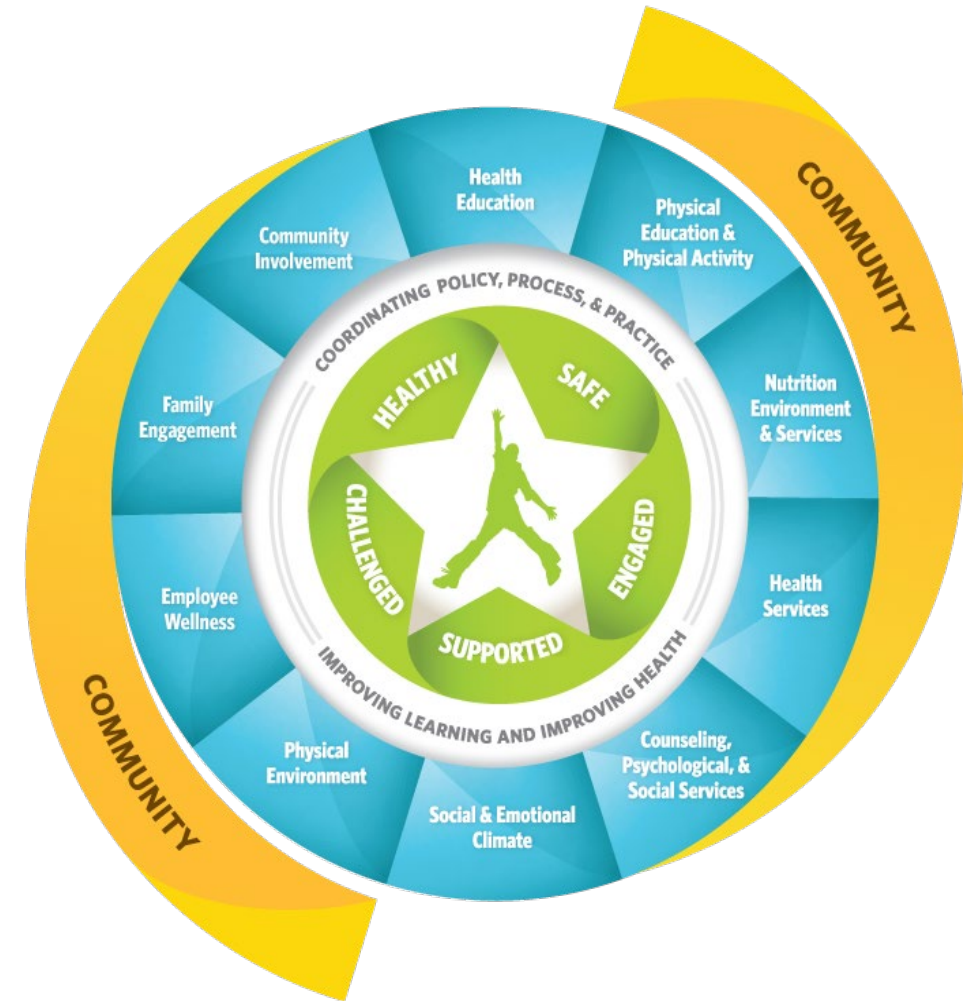 COMMUNITY
Health
Education
Physical
Education &
Physical Activity
Nutrition
Environment
& Services
Health
Services
Counseling,
Psychological, &
Social Services
Social & Emotional
Climate
Physical
Environment
Employee
Wellness
Family
Engagement
Community
Involvement
COORDINATING POLICY, PROCESS, & PRACTICE
IMPROVING LEARNING AND IMPROVING HEALTH
HEALTHY
SAFE
ENGAGED
SUPPORTED
CHALLENGED
COMMUNITY